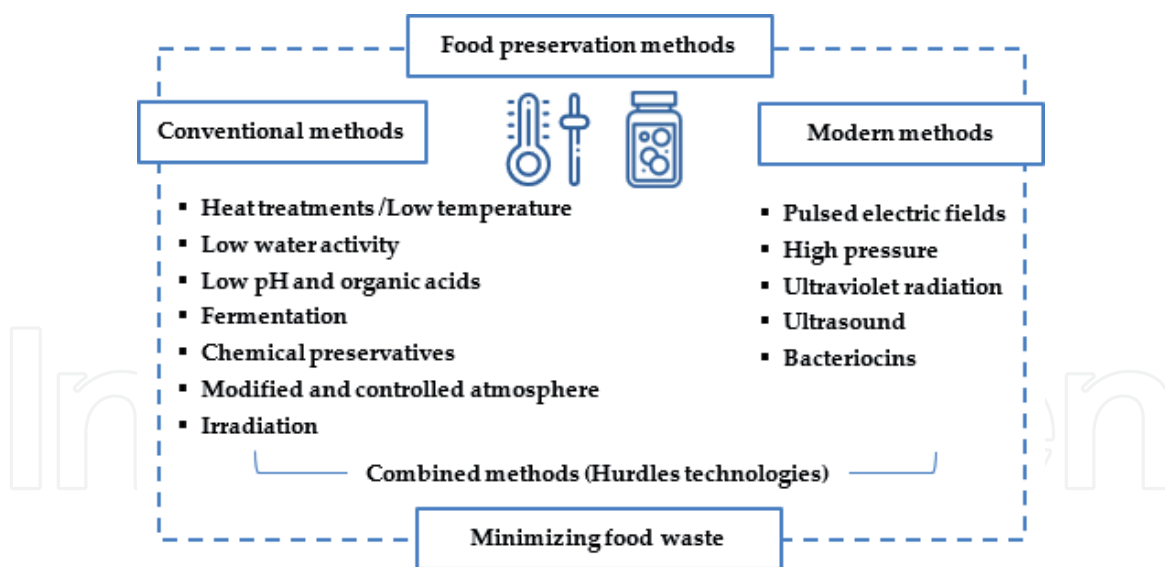 Food preservation methods
Conventional methods
Modern methods
▪ Heat treatments /Low temperature
▪ Low water activity
▪ Low pH and organic acids
▪ Fermentation
▪ Chemical preservatives
▪ Modified and controlled atmosphere
▪ Irradiation
▪ Pulsed electric fields
▪ High pressure
▪ Ultraviolet radiation
▪ Ultrasound
▪ Bacteriocins
Combined methods (Hurdles technologies)
Minimizing food waste